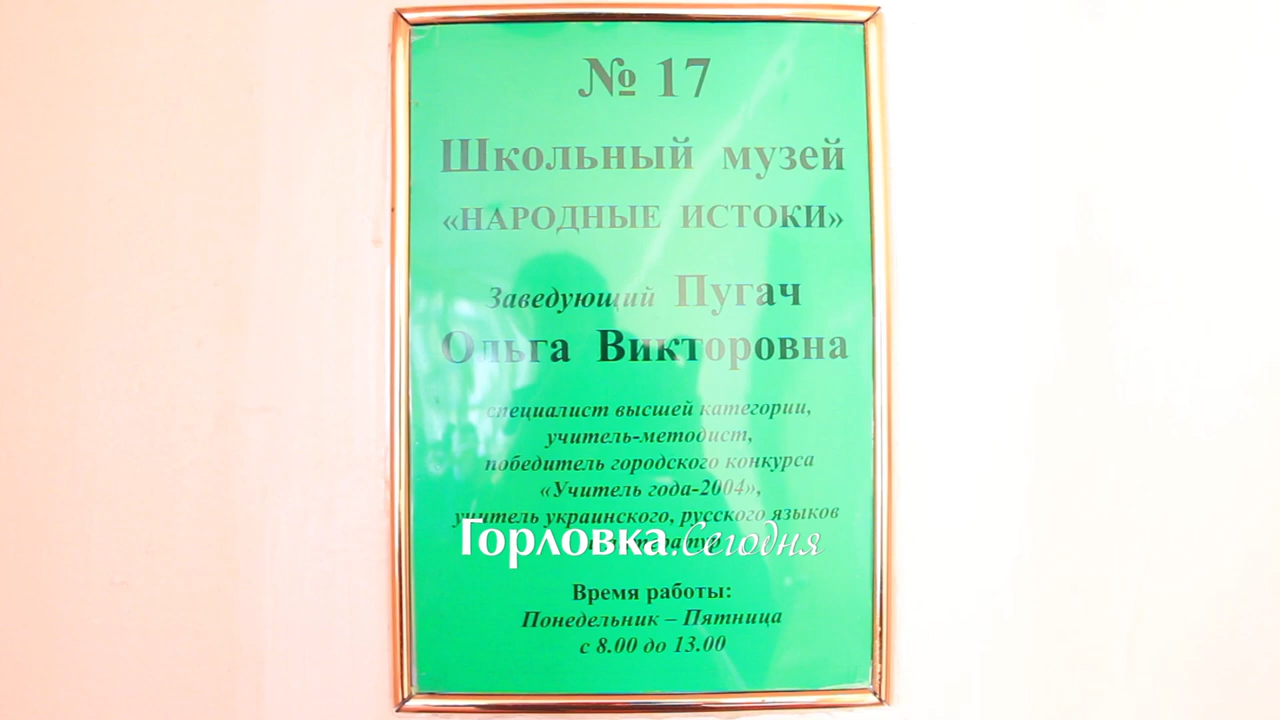 № 17
Школьный музей
«НАРОДНЫЕ ИСТОКИ»
Заведующий Пугач
Ольга Викторовна
специалист высшей категории,
учитель-методист,
победитель городского конкурса
«Учитель года-2004»,
учитель украинского, русского языков
Горловка.Сегодня
Время работы:
Понедельник – Пятница
с 8.00 до 13.00